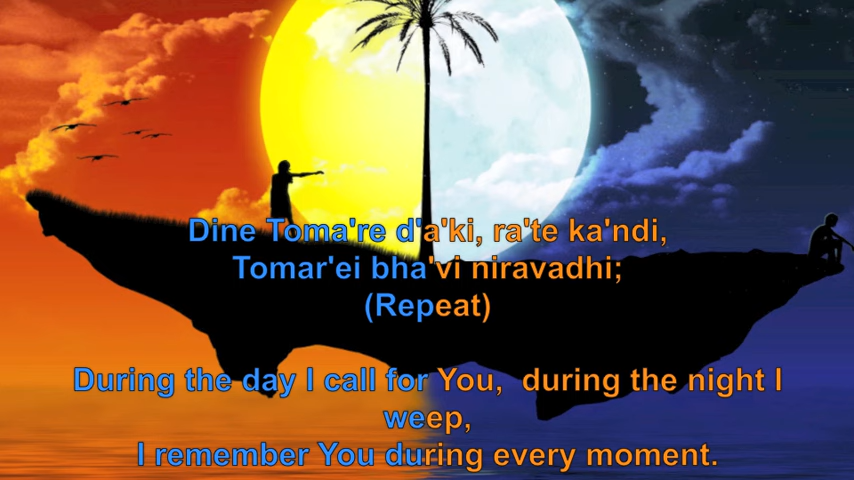 Dine Toma're d'a'ki, ra'te ka'ndi,
Tomar'ei bha'vi niravadhi;
(Repeat)
During the day I call for You, during the night I
weep,
I remember You during every moment.